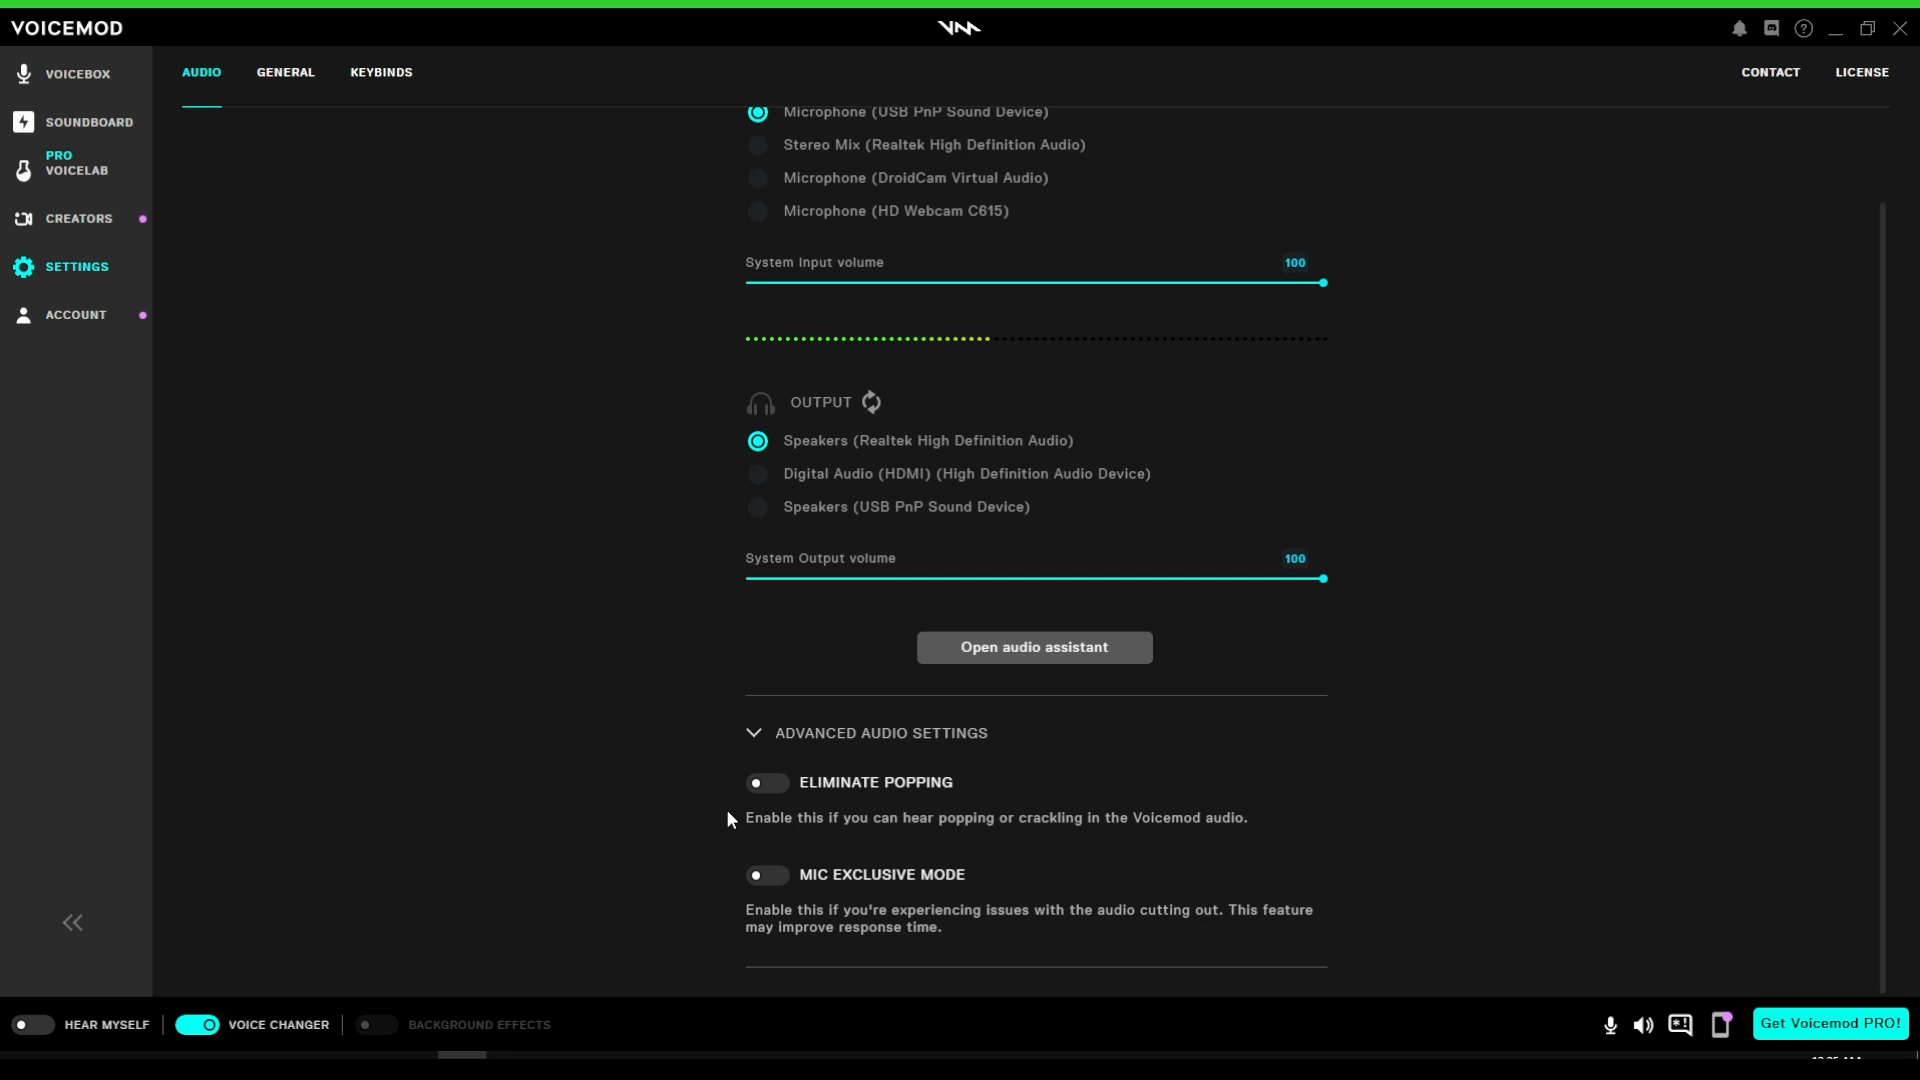 VOICEMOD
VOICEBOX
SOUNDBOARD
PRO
VOICELAB
CREATORS
SETTINGS
ACCOUNT
AUDIO
GENERAL
KEYBINDS
CONTACT
LICENSE
Microphone (USB PnP Sound Device)
Stereo Mix (Realtek High Definition Audio)
Microphone (DroidCam Virtual Audio)
Microphone (HD Webcam C615)
System Input volume
100
OUTPUT
Speakers (Realtek High Definition Audio)
Digital Audio (HDMI) (High Definition Audio Device)
Speakers (USB PnP Sound Device)
System Output volume
100
Open audio assistant
ADVANCED AUDIO SETTINGS
ELIMINATE POPPING
Enable this if you can hear popping or crackling in the Voicemod audio.
MIC EXCLUSIVE MODE
Enable this if you're experiencing issues with the audio cutting out. This feature
may improve response time.
HEAR MYSELF
VOICE CHANGER
BACKGROUND EFFECTS
Get Voicemod PRO!